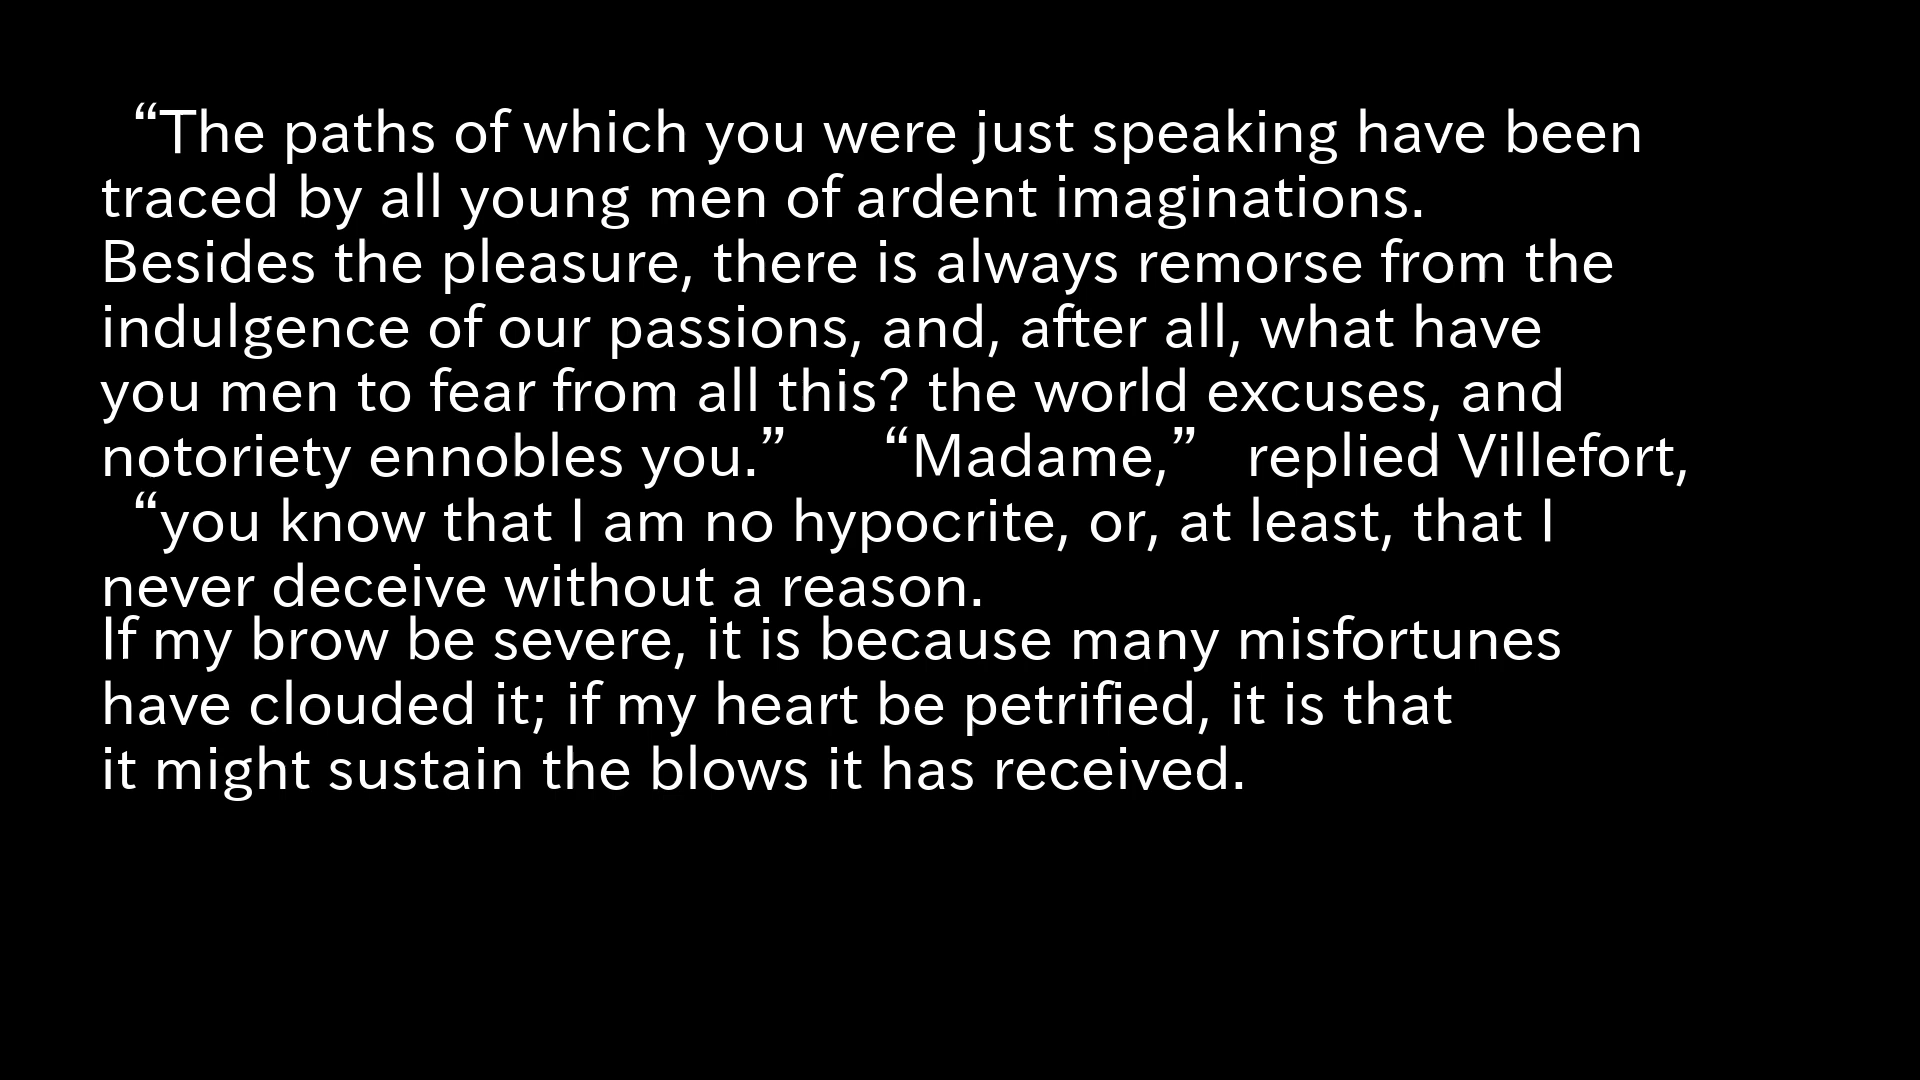 “The paths of which you were just speaking have been
traced by all young men of ardent imaginations.
Besides the pleasure, there is always remorse from the
indulgence of our passions, and, after all, what have
you men to fear from all this? the world excuses, and
notoriety ennobles you.” “Madame,” replied Villefort,
“you know that I am no hypocrite, or, at least, that I
never deceive without a reason.
If my brow be severe, it is because many misfortunes
have clouded it; if my heart be petrified, it is that
it might sustain the blows it has received.